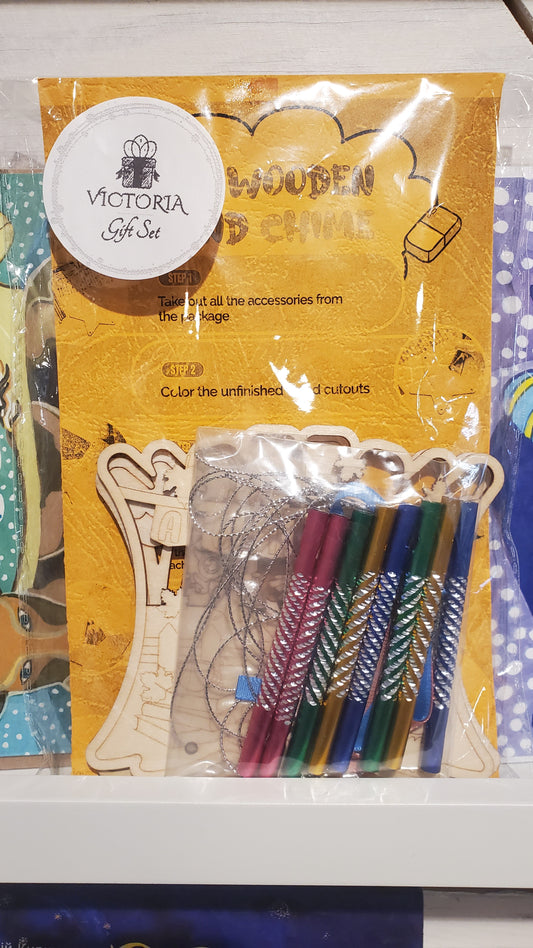 VICTORIA
Gift Set
WOODEN
ND CHIME
STEP 1
Take out all the accessories from
the package
STEP 2
Color the unfinished d cutouts